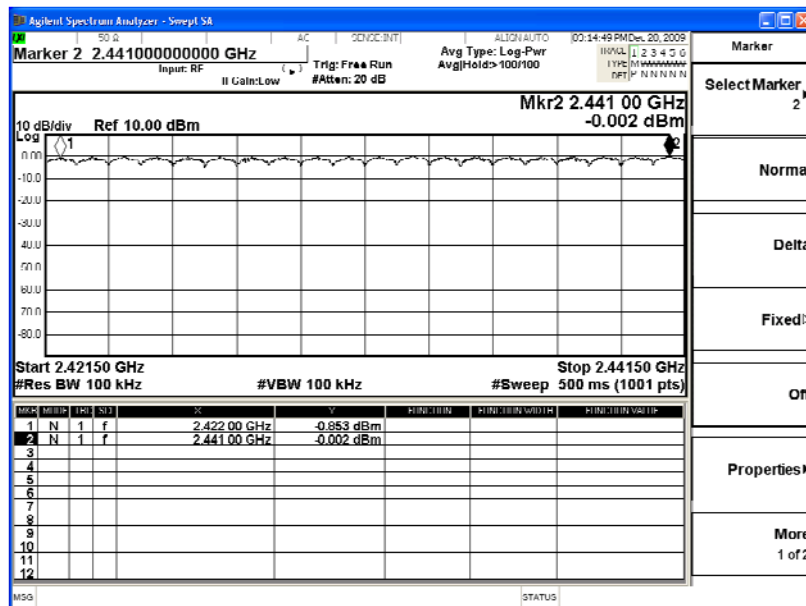 Agilent Spectrum Analyzer - Swept SA
50 Ω AC SENSE:INT ALIGN AUTO 03:14:49 PM Dec 20, 2009
Marker 2 2.441000000000 GHz
Input: RF
Trig: Free Run
IFGain:Low
#Atten: 20 dB
Avg Type: Log-Pwr
Avg|Hold:>100/100
TRACE 1 2 3 4 5 6
TYPE M WWWWW
DET P N N N N N
Mkr2 2.441 00 GHz
-0.002 dBm
10 dB/div Ref 10.00 dBm
Log
1 2
0.00
-10.0
-20.0
-30.0
-40.0
-50.0
-60.0
-70.0
-80.0
Start 2.42150 GHz Stop 2.44150 GHz
#Res BW 100 kHz #VBW 100 kHz #Sweep 500 ms (1001 pts)
MKR MODE TRC SCL X Y FUNCTION FUNCTION WIDTH FUNCTION VALUE
1 N 1 f 2.422 00 GHz -0.853 dBm
2 N 1 f 2.441 00 GHz -0.002 dBm
3
4
5
6
7
8
9
10
11
12
MSG STATUS
Marker
Select Marker
2
Norma
Delta
Fixed
Of
Properties
More
1 of 2